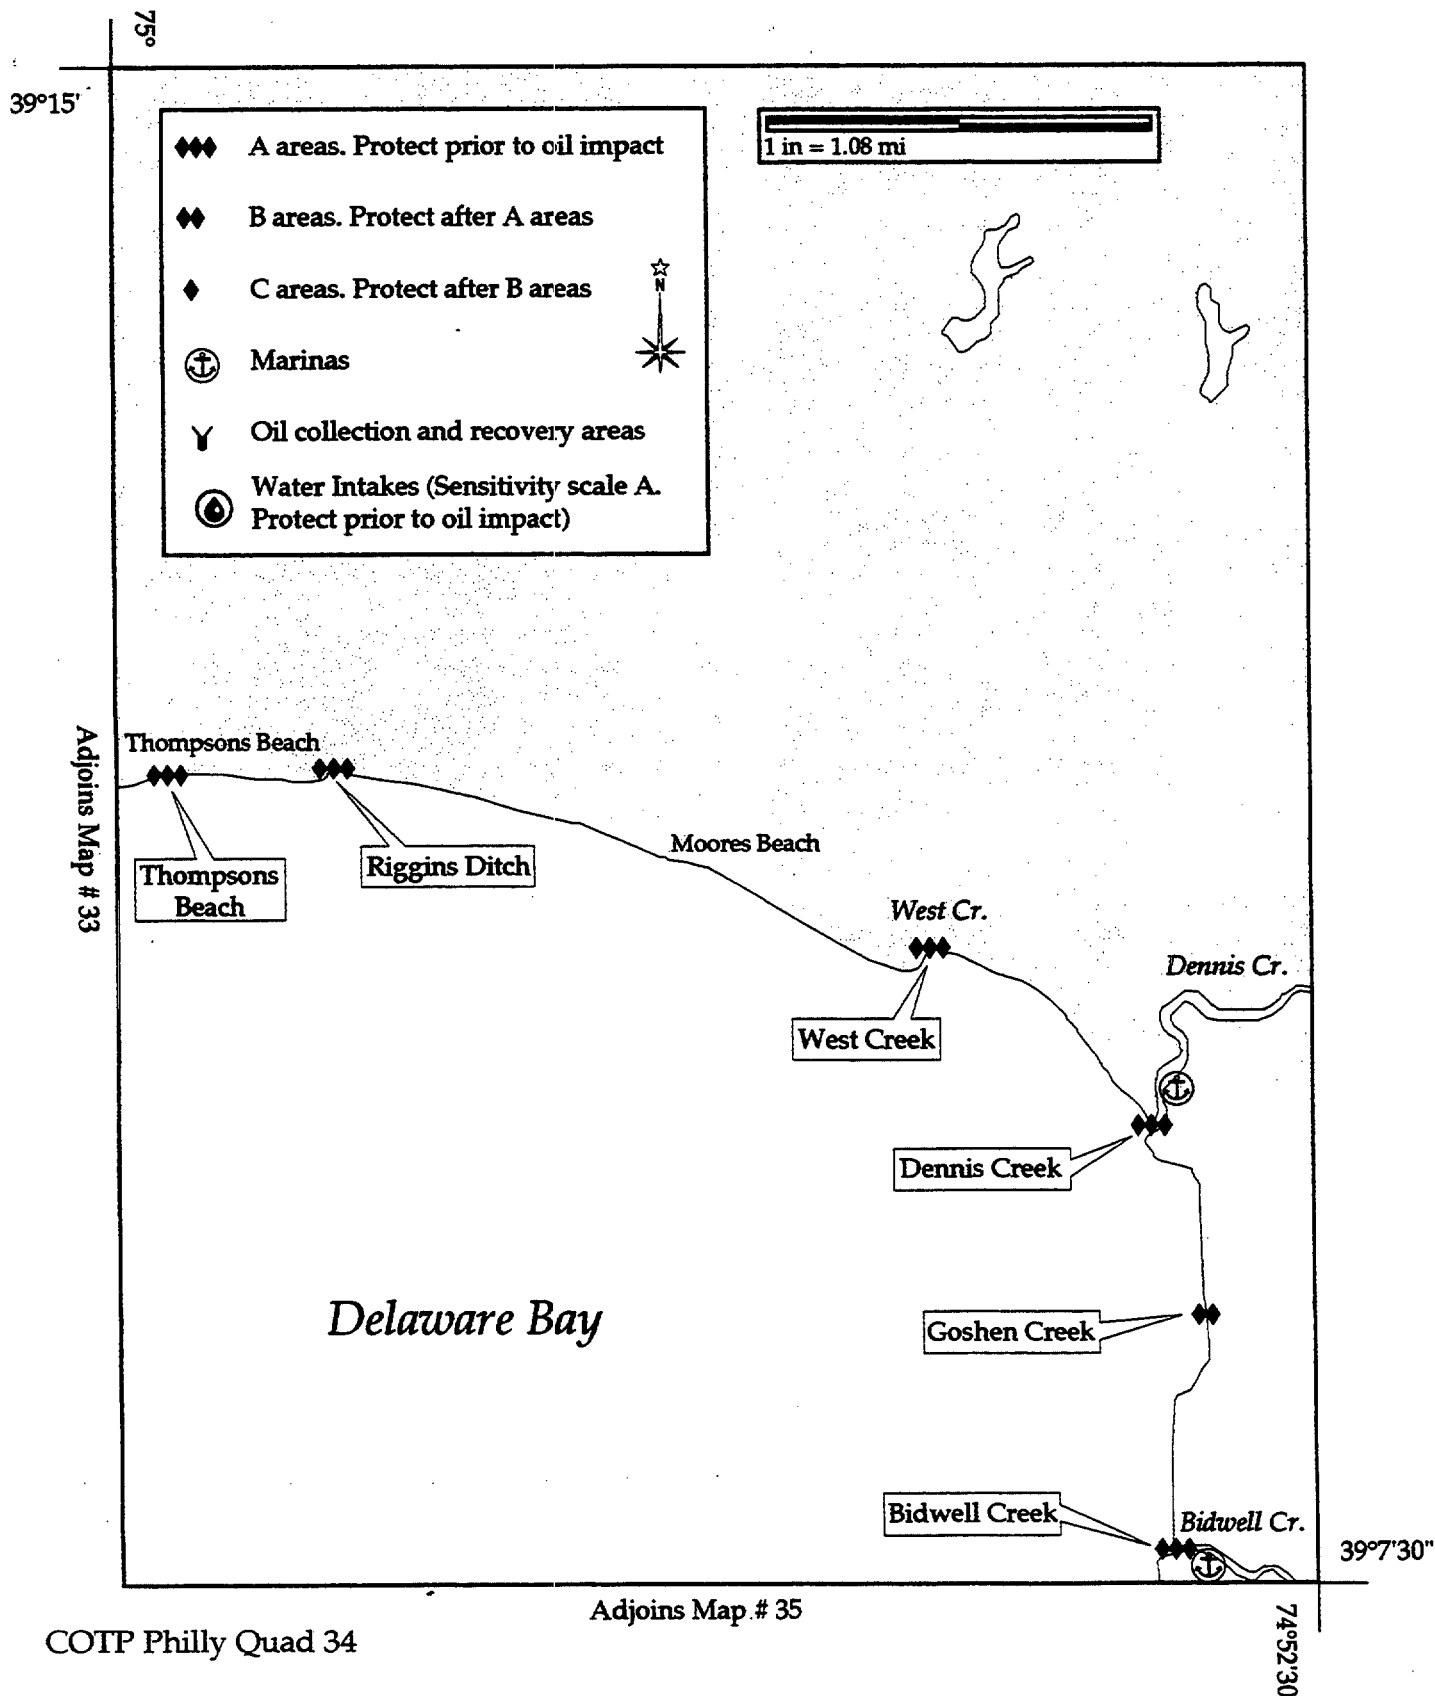 75°
39°15'
A areas. Protect prior to oil impact
B areas. Protect after A areas
C areas. Protect after B areas
N
Marinas
Oil collection and recovery areas
Water Intakes (Sensitivity scale A.
Protect prior to oil impact)
1 in = 1.08 mi
Adjoins Map # 33
Thompsons Beach
Thompsons
Beach
Riggins Ditch
Moores Beach
West Cr.
West Creek
Dennis Cr.
Dennis Creek
Delaware Bay
Goshen Creek
Bidwell Creek
Bidwell Cr.
39°7'30"
Adjoins Map # 35
74°52'30
COTP Philly Quad 34